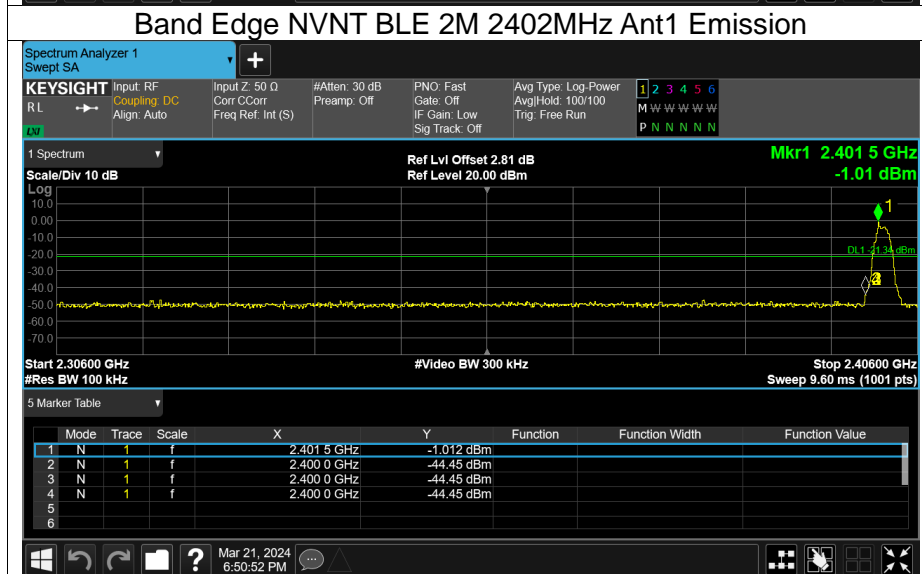 Band Edge NVNT BLE 2M 2402MHz Ant1 Emission
Spectrum Analyzer 1
Swept SA
+
KEYSIGHT
R L
LXI
Input: RF
Coupling: DC
Align: Auto
Input Z: 50 Ω
Corr CCorr
Freq Ref: Int (S)
#Atten: 30 dB
Preamp: Off
PNO: Fast
Gate: Off
IF Gain: Low
Sig Track: Off
Avg Type: Log-Power
Avg|Hold: 100/100
Trig: Free Run
1 2 3 4 5 6
M W W W W W
P N N N N N
1 Spectrum
Scale/Div 10 dB
Ref Lvl Offset 2.81 dB
Ref Level 20.00 dBm
Mkr1 2.401 5 GHz
-1.01 dBm
Log
10.0
0.00
-10.0
-20.0
-30.0
-40.0
-50.0
-60.0
-70.0
1
DL1 -21.34 dBm
Start 2.30600 GHz
#Res BW 100 kHz
#Video BW 300 kHz
Stop 2.40600 GHz
Sweep 9.60 ms (1001 pts)
5 Marker Table
Mode Trace Scale X Y Function Function Width Function Value
1 N 1 f 2.401 5 GHz -1.012 dBm
2 N 1 f 2.400 0 GHz -44.45 dBm
3 N 1 f 2.400 0 GHz -44.45 dBm
4 N 1 f 2.400 0 GHz -44.45 dBm
5
6
?
Mar 21, 2024
6:50:52 PM